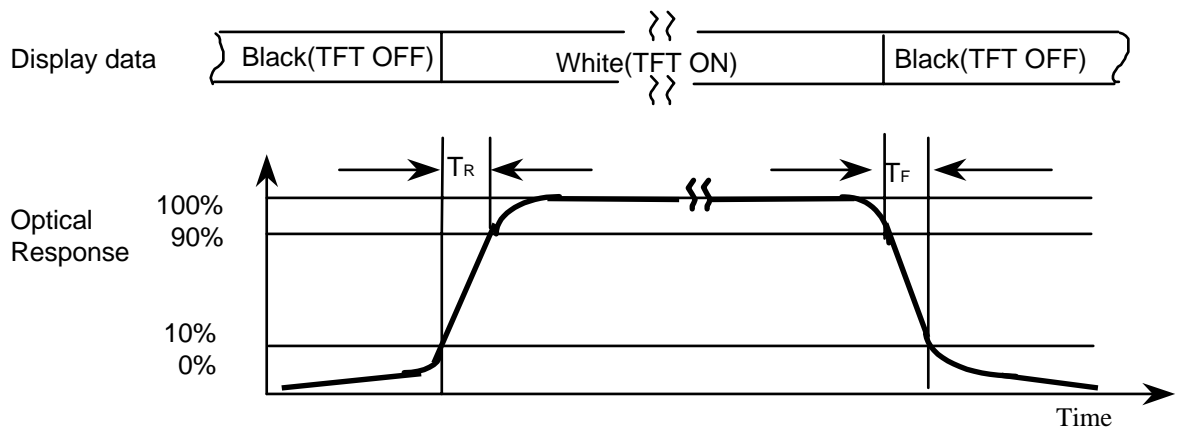 Display data
Black(TFT OFF)
White(TFT ON)
Black(TFT OFF)
TR
TF
Optical
Response
100%
90%
10%
0%
Time